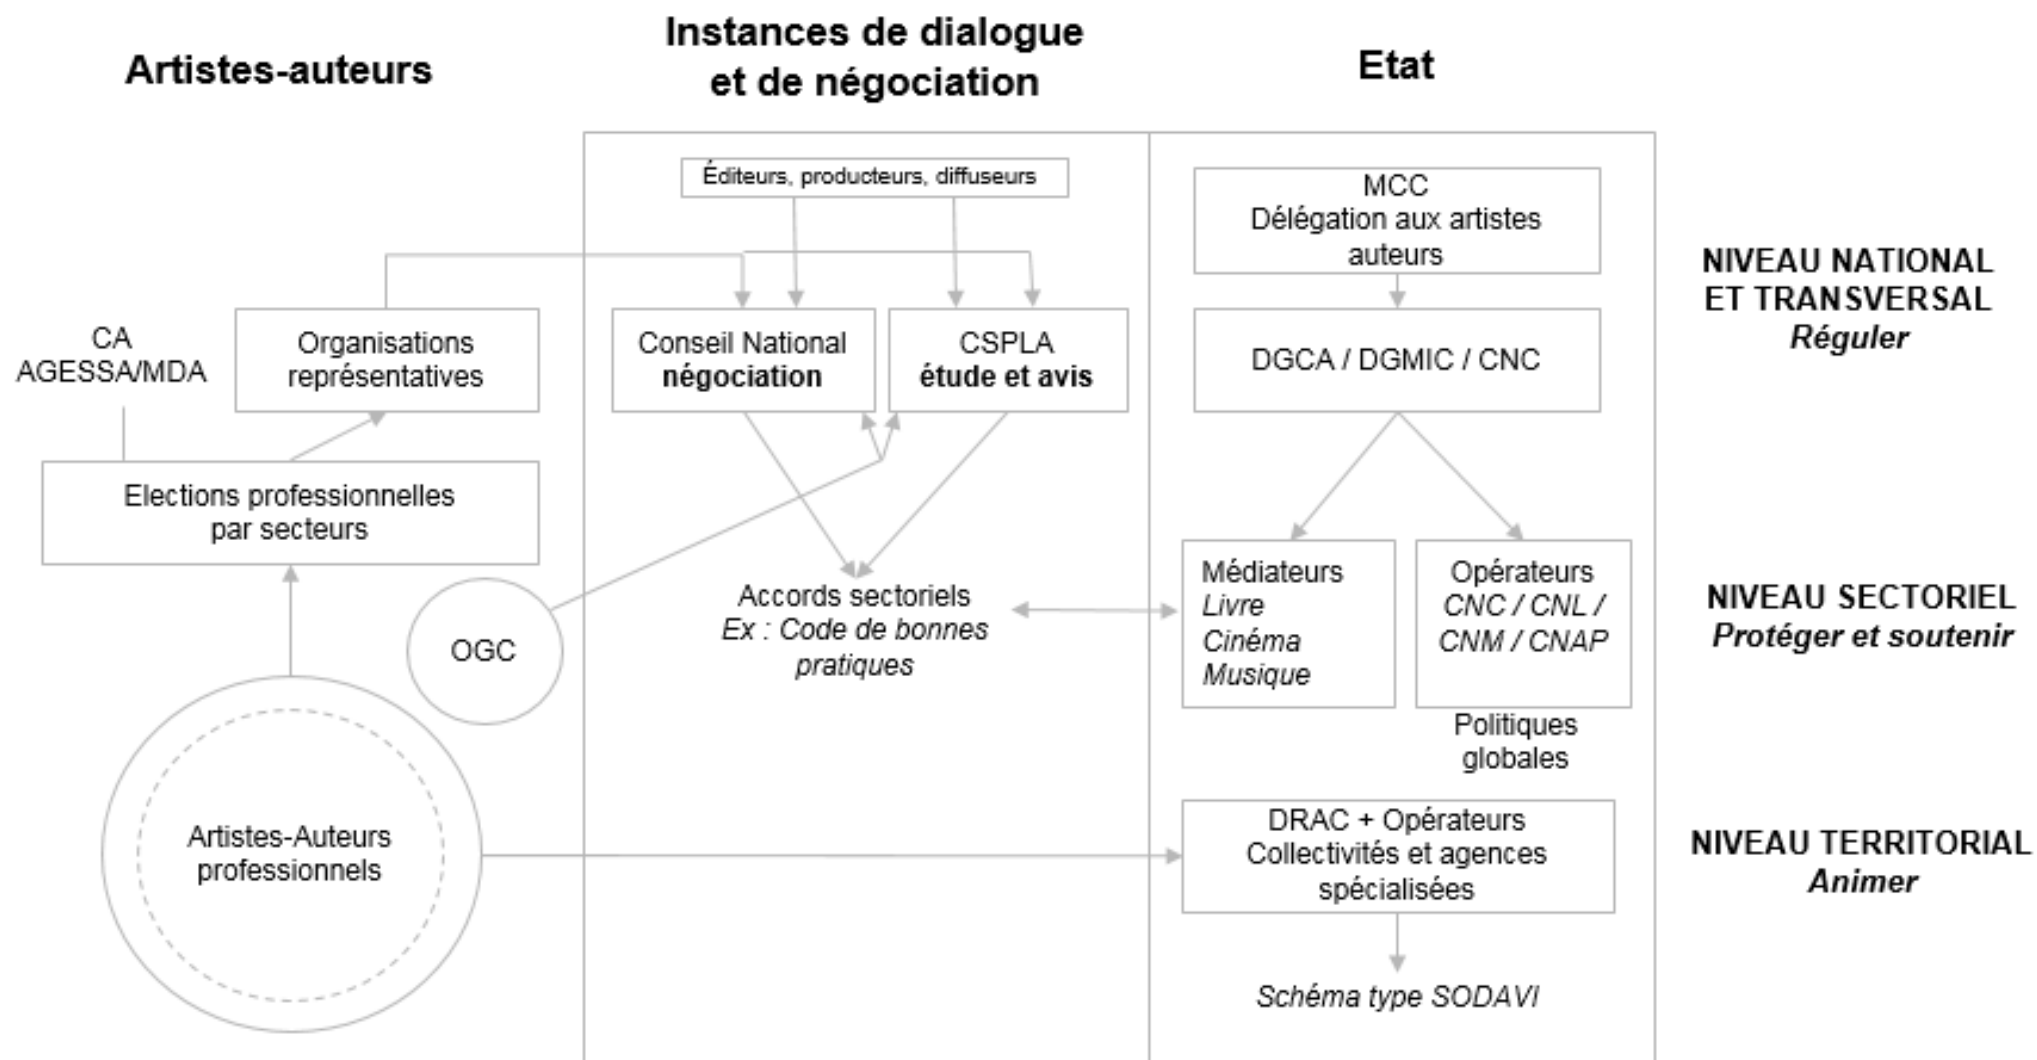 Artistes-auteurs
Instances de dialogue
et de négociation
Etat
Éditeurs, producteurs, diffuseurs
MCC
Délégation aux artistes
auteurs
NIVEAU NATIONAL
ET TRANSVERSAL
Réguler
CA
AGESSA/MDA
Organisations
représentatives
Conseil National
négociation
CSPLA
étude et avis
DGCA / DGMIC / CNC
Elections professionnelles
par secteurs
OGC
Accords sectoriels
Ex : Code de bonnes
pratiques
Médiateurs
Livre
Cinéma
Musique
Opérateurs
CNC / CNL /
CNM / CNAP
Politiques
globales
NIVEAU SECTORIEL
Protéger et soutenir
Artistes-Auteurs
professionnels
DRAC + Opérateurs
Collectivités et agences
spécialisées
NIVEAU TERRITORIAL
Animer
Schéma type SODAVI